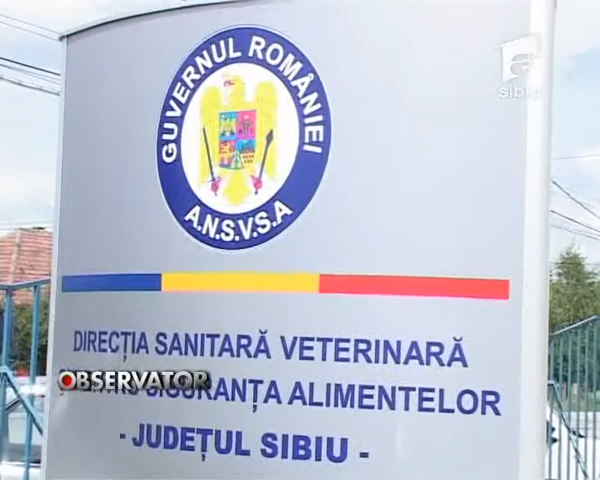 GUVERNUL ROMÂNIEI
A.N.S.V.S.A
sibiu
DIRECȚIA SANITARĂ VETERINARĂ
OBSERVATOR
SIGURANȚA ALIMENTELOR
- JUDEȚUL SIBIU -